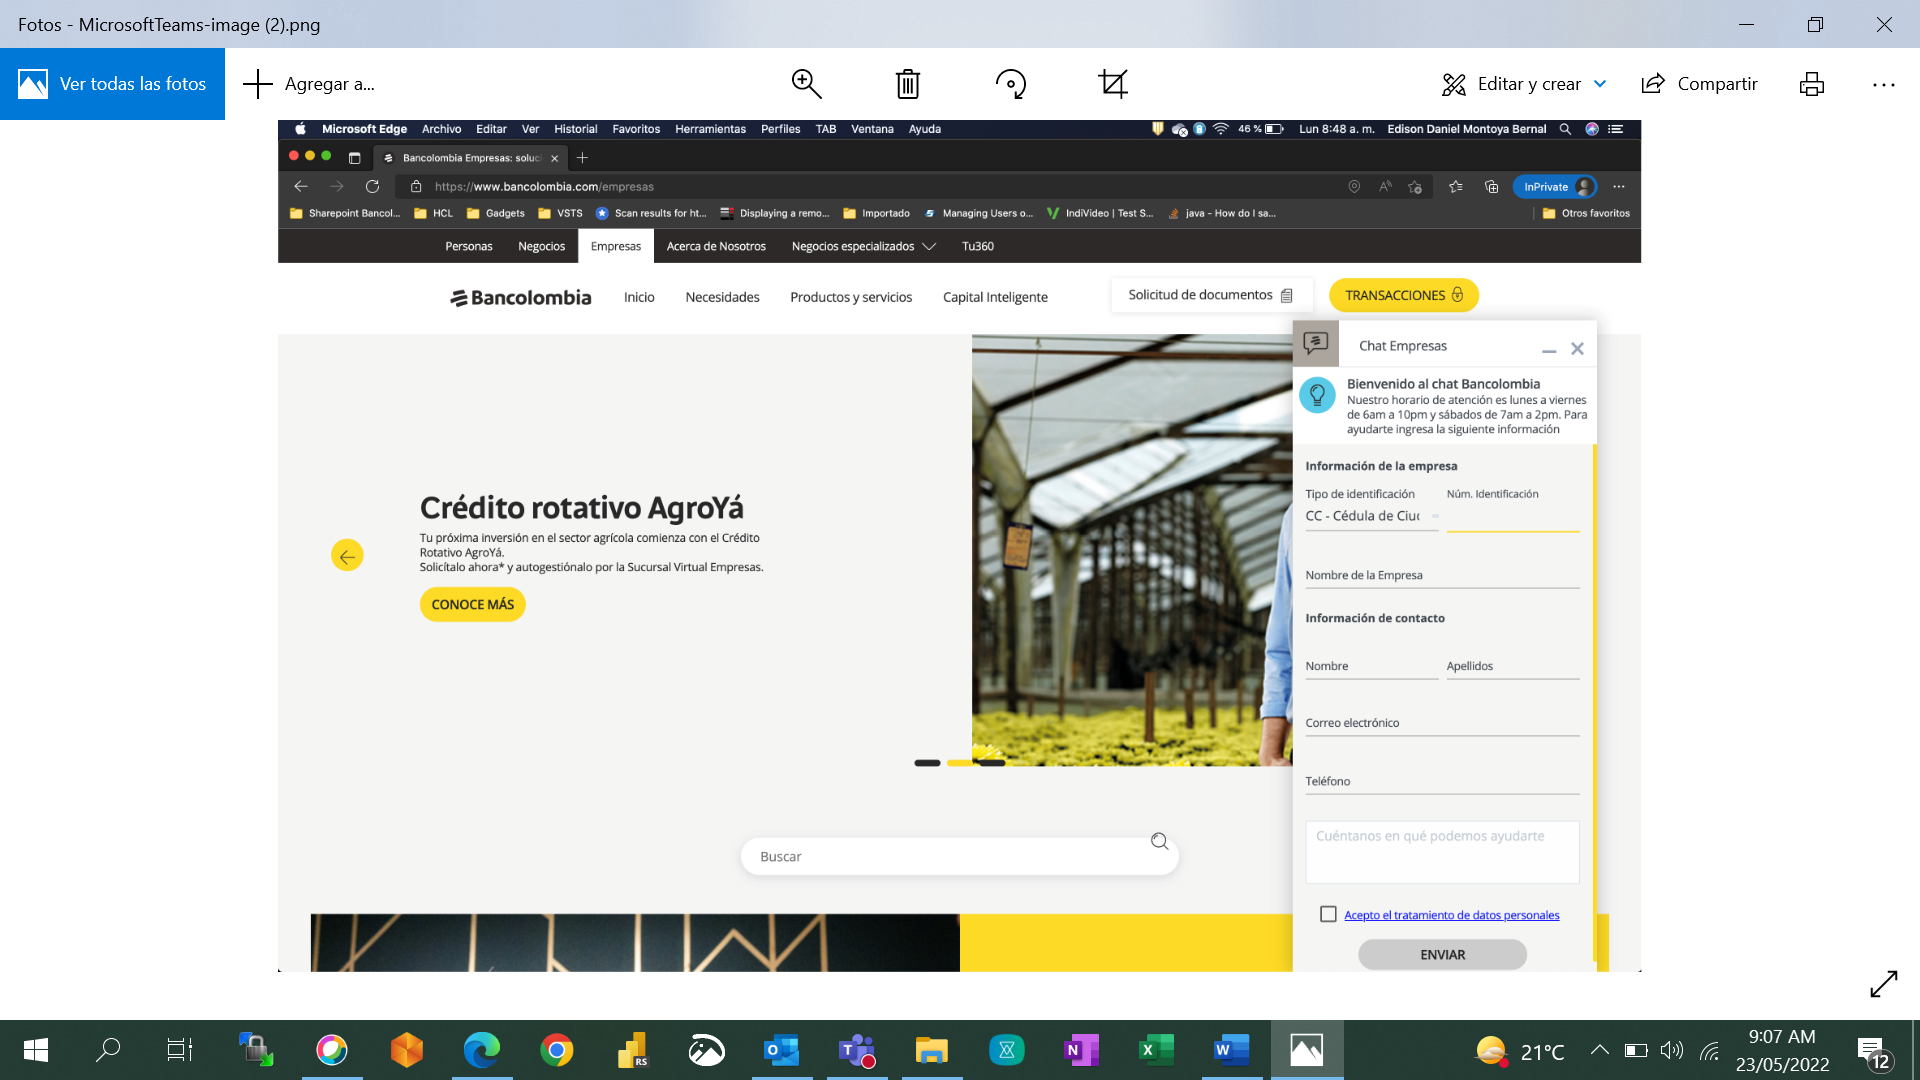 Fotos - MicrosoftTeams-image (2).png
Ver todas las fotos
Agregar a...
Editar y crear
Compartir
Microsoft Edge Archivo Editar Ver Historial Favoritos Herramientas Perfiles TAB Ventana Ayuda
46 % Lun 8:48 a. m. Edison Daniel Montoya Bernal
Bancolombia Empresas: soluci
https://www.bancolombia.com/empresas
InPrivate
Sharepoint Bancol... HCL Gadgets VSTS Scan results for ht... Displaying a remo... Importado Managing Users o... IndiVideo | Test S... java - How do I sa... Otros favoritos
Personas Negocios Empresas Acerca de Nosotros Negocios especializados Tu360
Bancolombia Inicio Necesidades Productos y servicios Capital Inteligente
Solicitud de documentos
TRANSACCIONES
Crédito rotativo AgroYá
Tu próxima inversión en el sector agrícola comienza con el Crédito
Rotativo AgroYá.
Solicítalo ahora* y autogestiónalo por la Sucursal Virtual Empresas.
CONOCE MÁS
Buscar
Chat Empresas
Bienvenido al chat Bancolombia
Nuestro horario de atención es lunes a viernes
de 6am a 10pm y sábados de 7am a 2pm. Para
ayudarte ingresa la siguiente información
Información de la empresa
Tipo de identificación Núm. Identificación
CC - Cédula de Ciuc
Nombre de la Empresa
Información de contacto
Nombre Apellidos
Correo electrónico
Teléfono
Cuéntanos en qué podemos ayudarte
Acepto el tratamiento de datos personales
ENVIAR
21°C
9:07 AM
23/05/2022
12